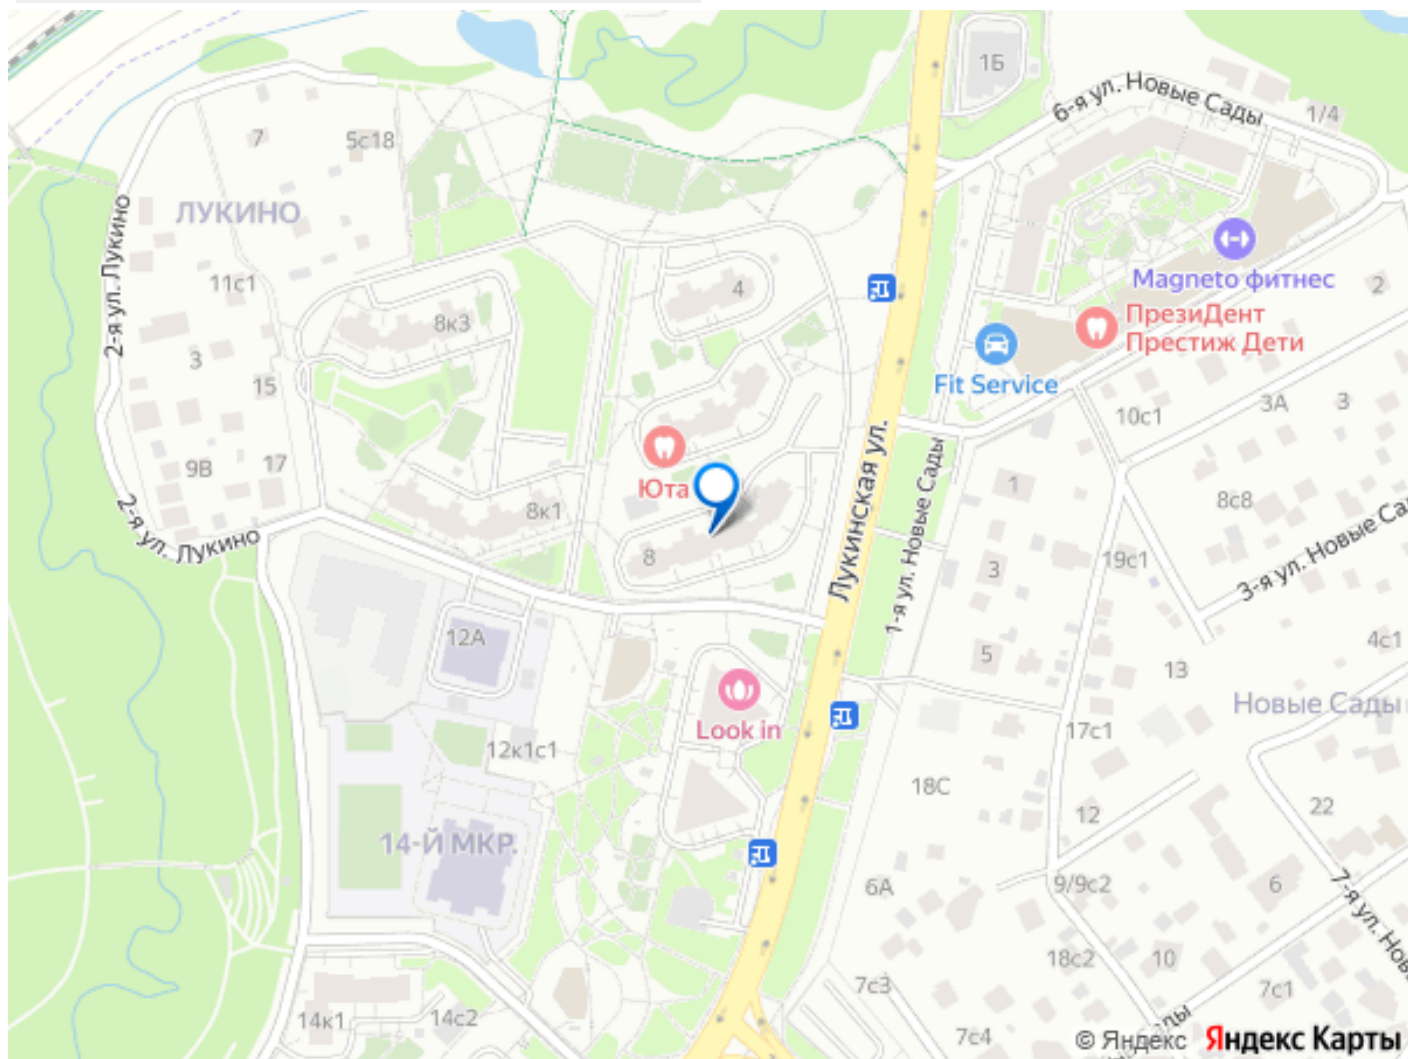 1Б
6-я ул. Новые Сады
1/4
7
5с18
ЛУКИНО
2-я ул. Лукино
11с1
4
Magneto фитнес
2
8к3
ПрезиДент
Престиж Дети
3
15
Fit Service
3А
3
10с1
Лукинская ул.
9В
17
Юта
1-я ул. Новые Сады
1
8с8
8к1
2-я ул. Лукино
8
3
19с1
3-я ул. Новые Са
12А
5
13
4с1
Look in
Новые Сады
12к1с1
17с1
18С
12
22
14-Й МКР.
6А
9/9с2
6
7-я ул. Новы
18с2
10
7с3
7с1
14к1
14с2
7с4
ды
© Яндекс Яндекс Карты